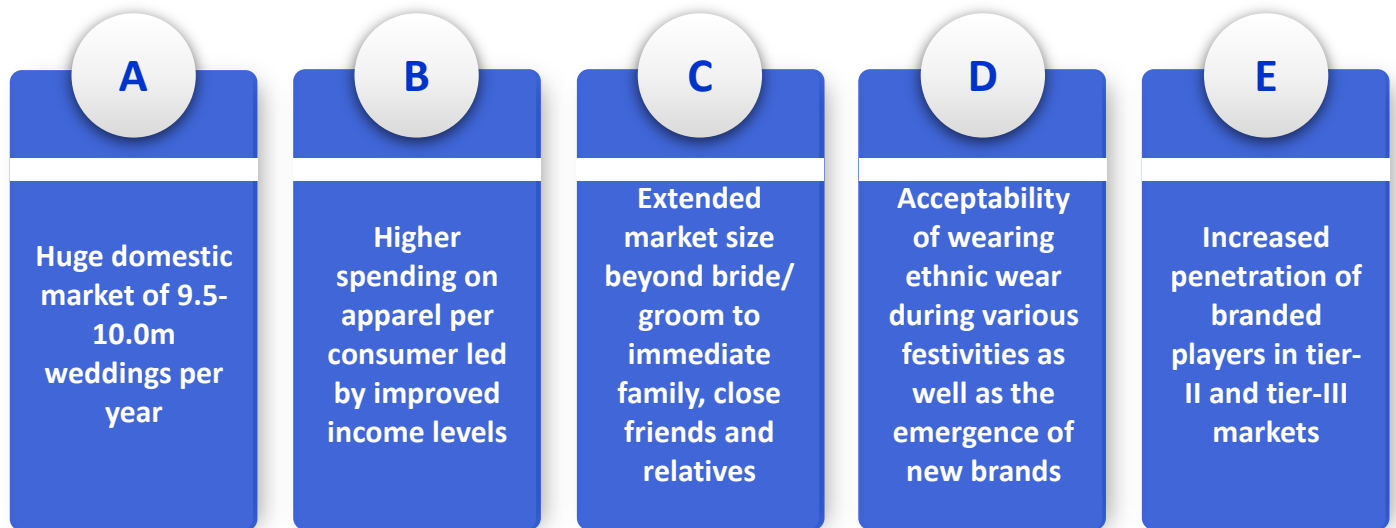 A
Huge domestic
market of 9.5-
10.0m
weddings per
year
B
Higher
spending on
apparel per
consumer led
by improved
income levels
C
Extended
market size
beyond bride/
groom to
immediate
family, close
friends and
relatives
D
Acceptability
of wearing
ethnic wear
during various
festivities as
well as the
emergence of
new brands
E
Increased
penetration of
branded
players in tier-
II and tier-III
markets